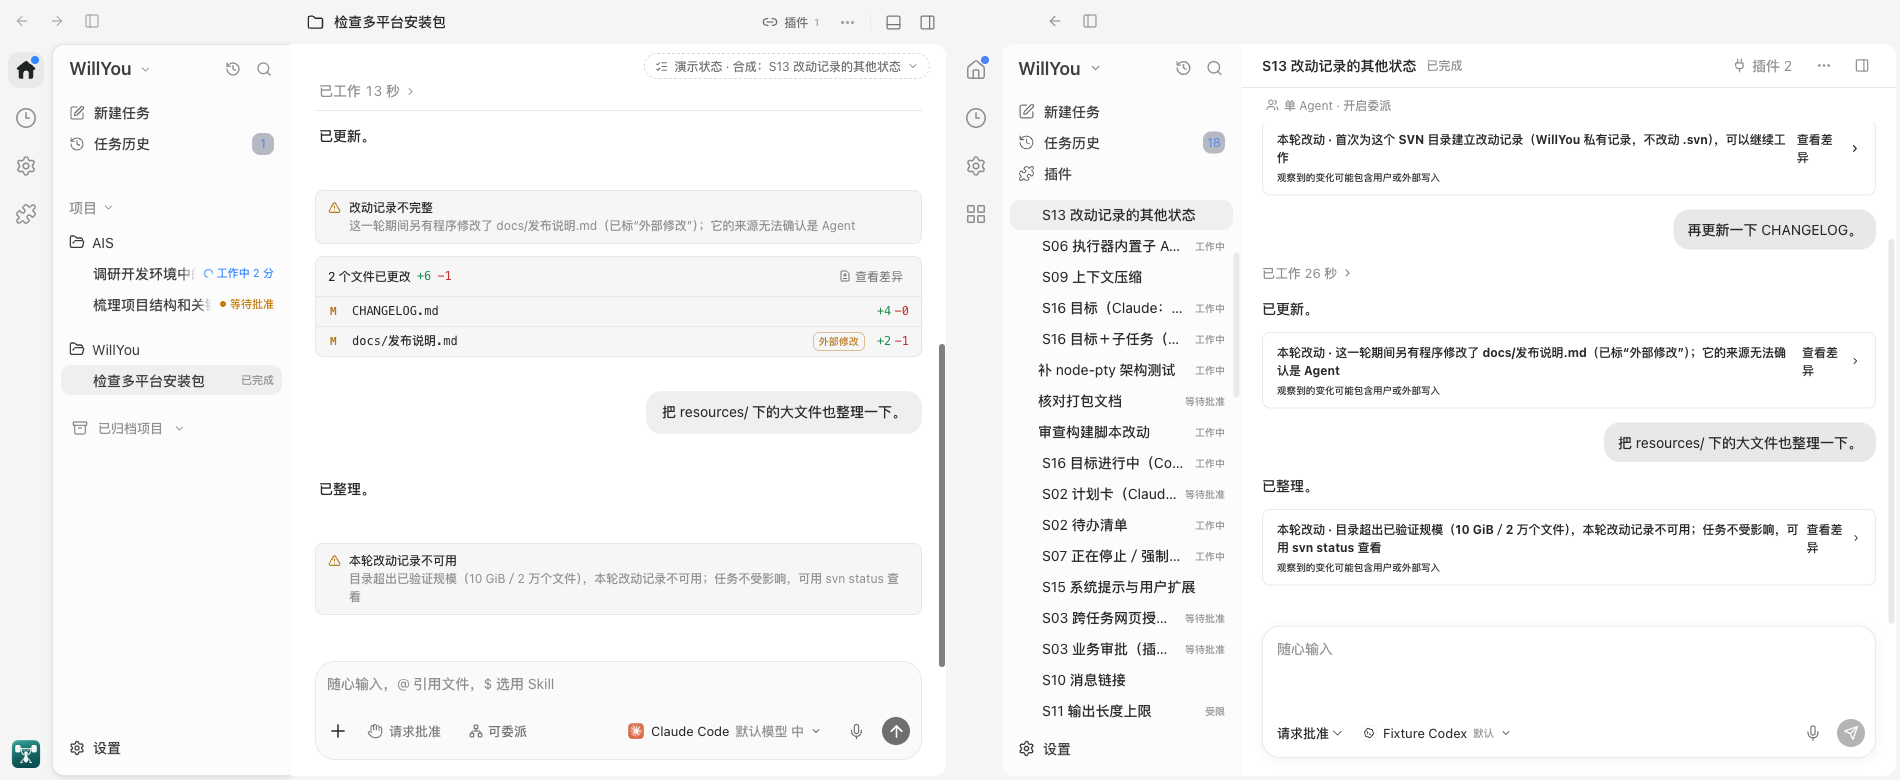 检查多平台安装包
插件 1
WillYou
新建任务
任务历史
1
项目
AIS
调研开发环境中
工作中 2 分
梳理项目结构和关
等待批准
WillYou
检查多平台安装包
已完成
已归档项目
设置
演示状态 · 合成：S13 改动记录的其他状态
已工作 13 秒
已更新。
改动记录不完整
这一轮期间另有程序修改了 docs/发布说明.md（已标“外部修改”）；它的来源无法确认是 Agent
2 个文件已更改 +6 −1
查看差异
M CHANGELOG.md +4 −0
M docs/发布说明.md 外部修改 +2 −1
把 resources/ 下的大文件也整理一下。
已整理。
本轮改动记录不可用
目录超出已验证规模（10 GiB / 2 万个文件），本轮改动记录不可用；任务不受影响，可用 svn status 查
看
随心输入，@ 引用文件，$ 选用 Skill
请求批准
可委派
Claude Code 默认模型 中
WillYou
新建任务
任务历史
18
插件
S13 改动记录的其他状态
S06 执行器内置子 A... 工作中
S09 上下文压缩
S16 目标（Claude：... 工作中
S16 目标＋子任务（... 工作中
补 node-pty 架构测试 工作中
核对打包文档 等待批准
审查构建脚本改动 工作中
S16 目标进行中（Co... 工作中
S02 计划卡（Claud... 等待批准
S02 待办清单 工作中
S07 正在停止 / 强制... 工作中
S15 系统提示与用户扩展
S03 跨任务网页授... 等待批准
S03 业务审批（插... 等待批准
S10 消息链接
S11 输出长度上限 受限
设置
S13 改动记录的其他状态 已完成
插件 2
单 Agent · 开启委派
本轮改动 · 首次为这个 SVN 目录建立改动记录（WillYou 私有记录，不改动 .svn），可以继续工
作
查看差
异
观察到的变化可能包含用户或外部写入
再更新一下 CHANGELOG。
已工作 26 秒
已更新。
本轮改动 · 这一轮期间另有程序修改了 docs/发布说明.md（已标“外部修改”）；它的来源无法确
认是 Agent
查看差
异
观察到的变化可能包含用户或外部写入
把 resources/ 下的大文件也整理一下。
已整理。
本轮改动 · 目录超出已验证规模（10 GiB / 2 万个文件），本轮改动记录不可用；任务不受影响，可
用 svn status 查看
查看差
异
观察到的变化可能包含用户或外部写入
随心输入
请求批准
Fixture Codex 默认